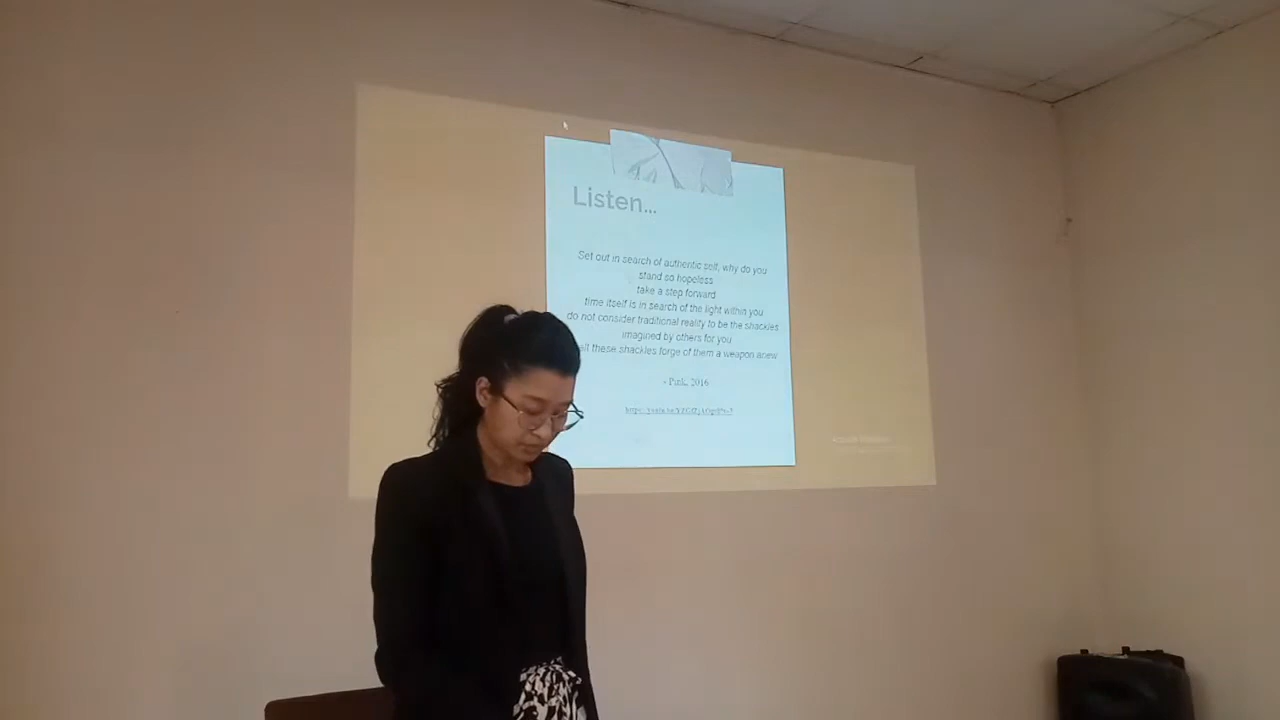 Listen...
Set out in search of authentic self, why do you
stand so hopeless
take a step forward
time itself is in search of the light within you
do not consider traditional reality to be the shackles
imagined by others for you
these shackles forge of them a weapon anew
- Pink, 2016